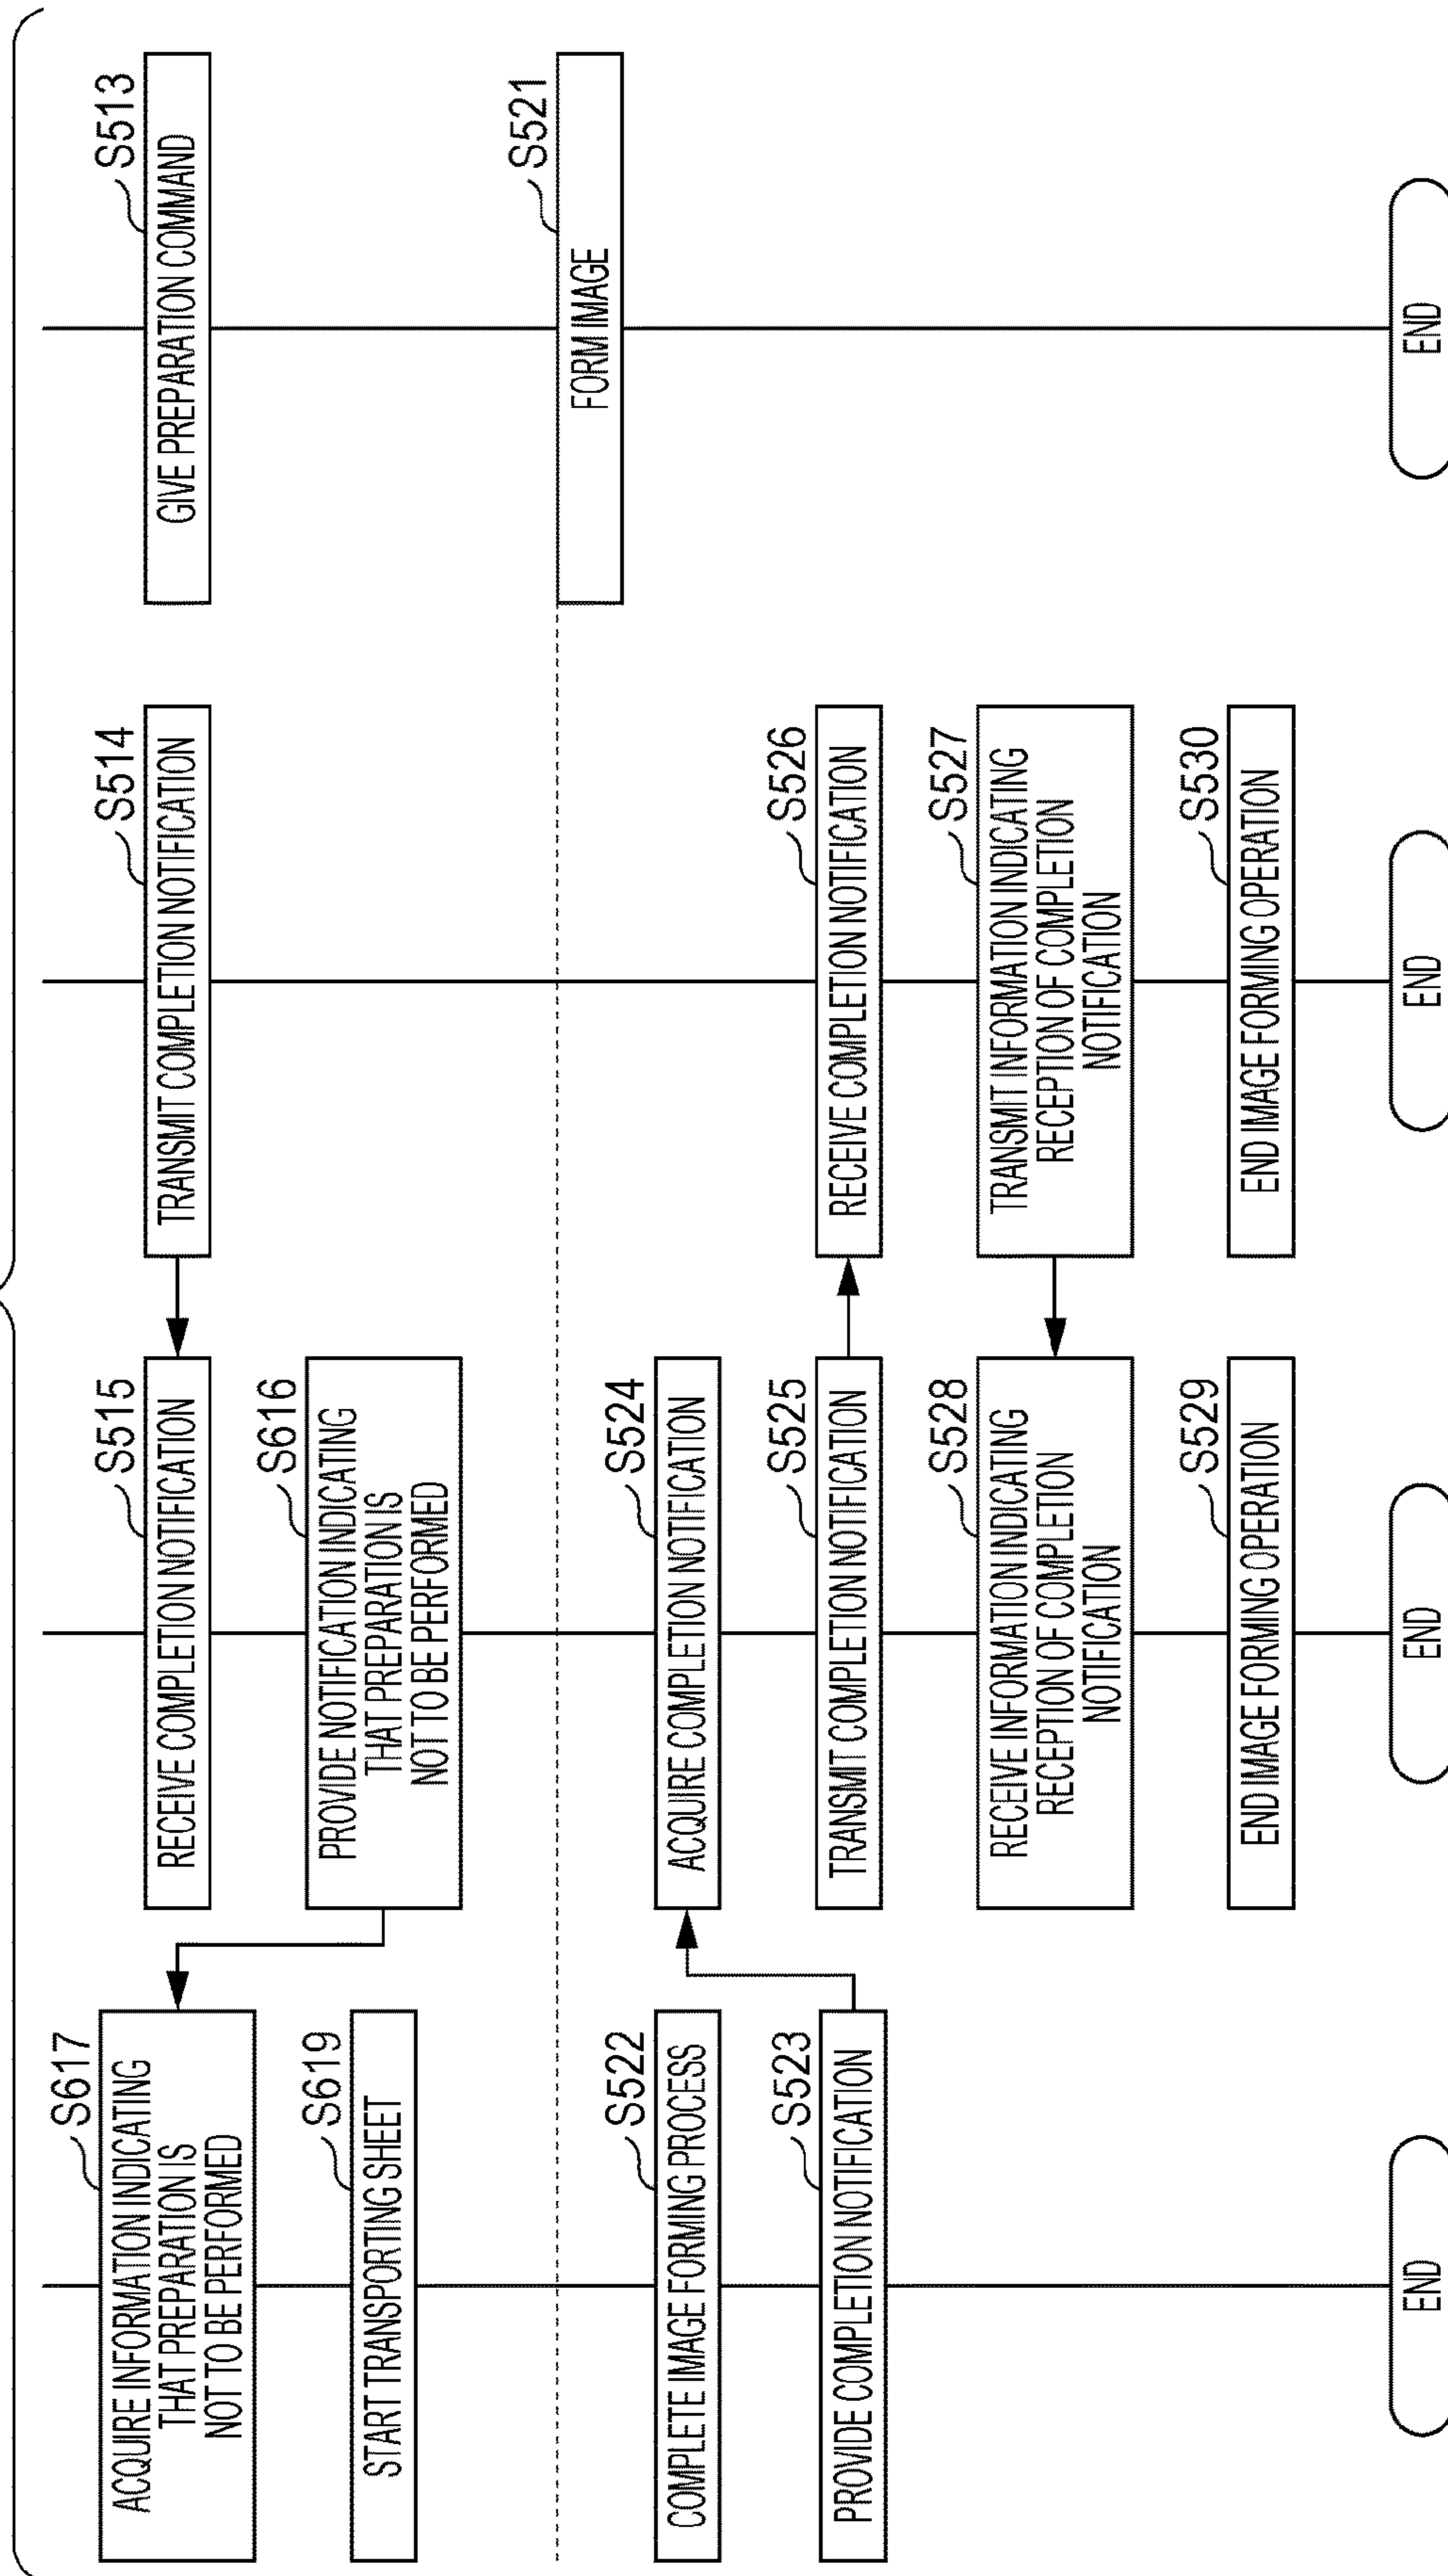 S617
ACQUIRE INFORMATION INDICATING
THAT PREPARATION IS
NOT TO BE PERFORMED
S619
START TRANSPORTING SHEET
S522
COMPLETE IMAGE FORMING PROCESS
S523
PROVIDE COMPLETION NOTIFICATION
END
S515
RECEIVE COMPLETION NOTIFICATION
S616
PROVIDE NOTIFICATION INDICATING
THAT PREPARATION IS
NOT TO BE PERFORMED
S524
ACQUIRE COMPLETION NOTIFICATION
S525
TRANSMIT COMPLETION NOTIFICATION
S528
RECEIVE INFORMATION INDICATING
RECEPTION OF COMPLETION
NOTIFICATION
S529
END IMAGE FORMING OPERATION
END
S514
TRANSMIT COMPLETION NOTIFICATION
S526
RECEIVE COMPLETION NOTIFICATION
S527
TRANSMIT INFORMATION INDICATING
RECEPTION OF COMPLETION
NOTIFICATION
S530
END IMAGE FORMING OPERATION
END
S513
GIVE PREPARATION COMMAND
S521
FORM IMAGE
END